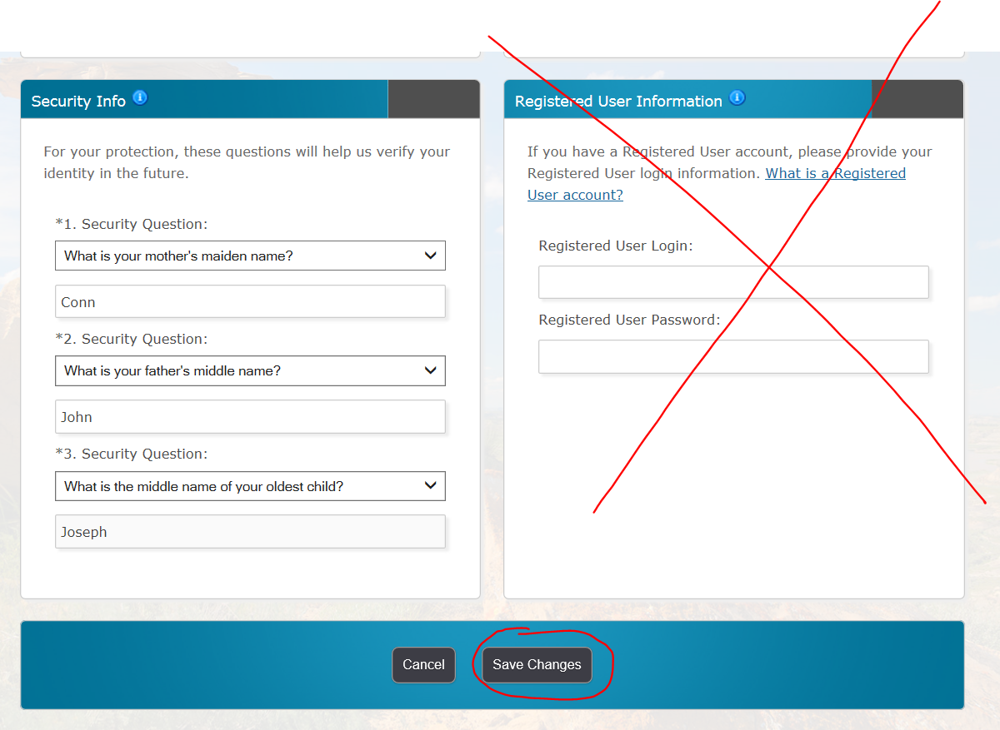 Security Info
For your protection, these questions will help us verify your
identity in the future.
*1. Security Question:
What is your mother's maiden name?
Conn
*2. Security Question:
What is your father's middle name?
John
*3. Security Question:
What is the middle name of your oldest child?
Joseph
Registered User Information
If you have a Registered User account, please provide your
Registered User login information. What is a Registered
User account?
Registered User Login:
Registered User Password:
Cancel
Save Changes